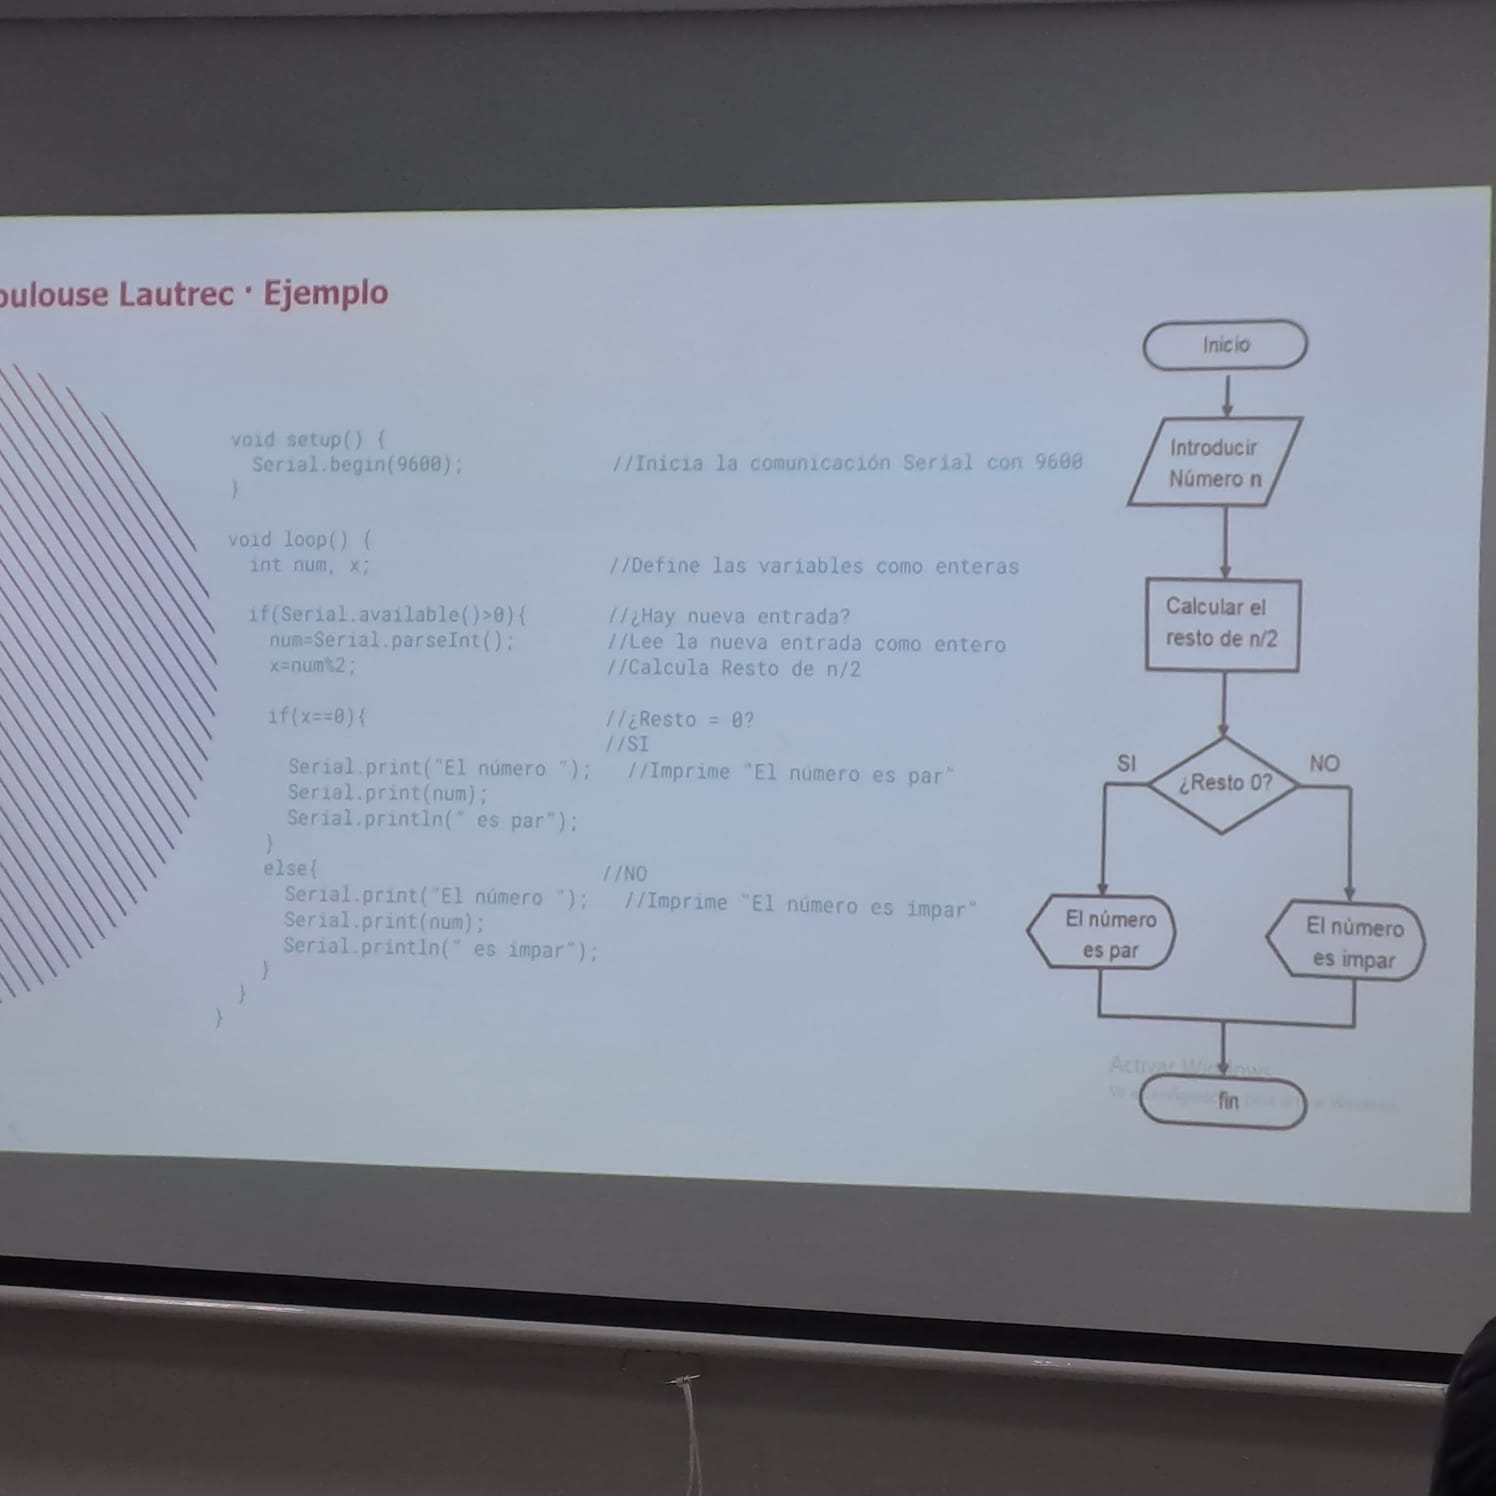 oulouse Lautrec · Ejemplo
void setup() {
Serial.begin(9600); //Inicia la comunicación Serial con 9600
}
void loop() {
int num, x; //Define las variables como enteras
if(Serial.available()>0){ //¿Hay nueva entrada?
num=Serial.parseInt(); //Lee la nueva entrada como entero
x=num%2; //Calcula Resto de n/2
if(x==0){ //¿Resto = 0?
//SI
Serial.print("El número "); //Imprime "El número es par"
Serial.print(num);
Serial.println(" es par");
}
else{ //NO
Serial.print("El número "); //Imprime "El número es impar"
Serial.print(num);
Serial.println(" es impar");
}
}
}
Inicio
Introducir
Número n
Calcular el
resto de n/2
SI
¿Resto 0?
NO
El número
es par
El número
es impar
Activar Windows
fin